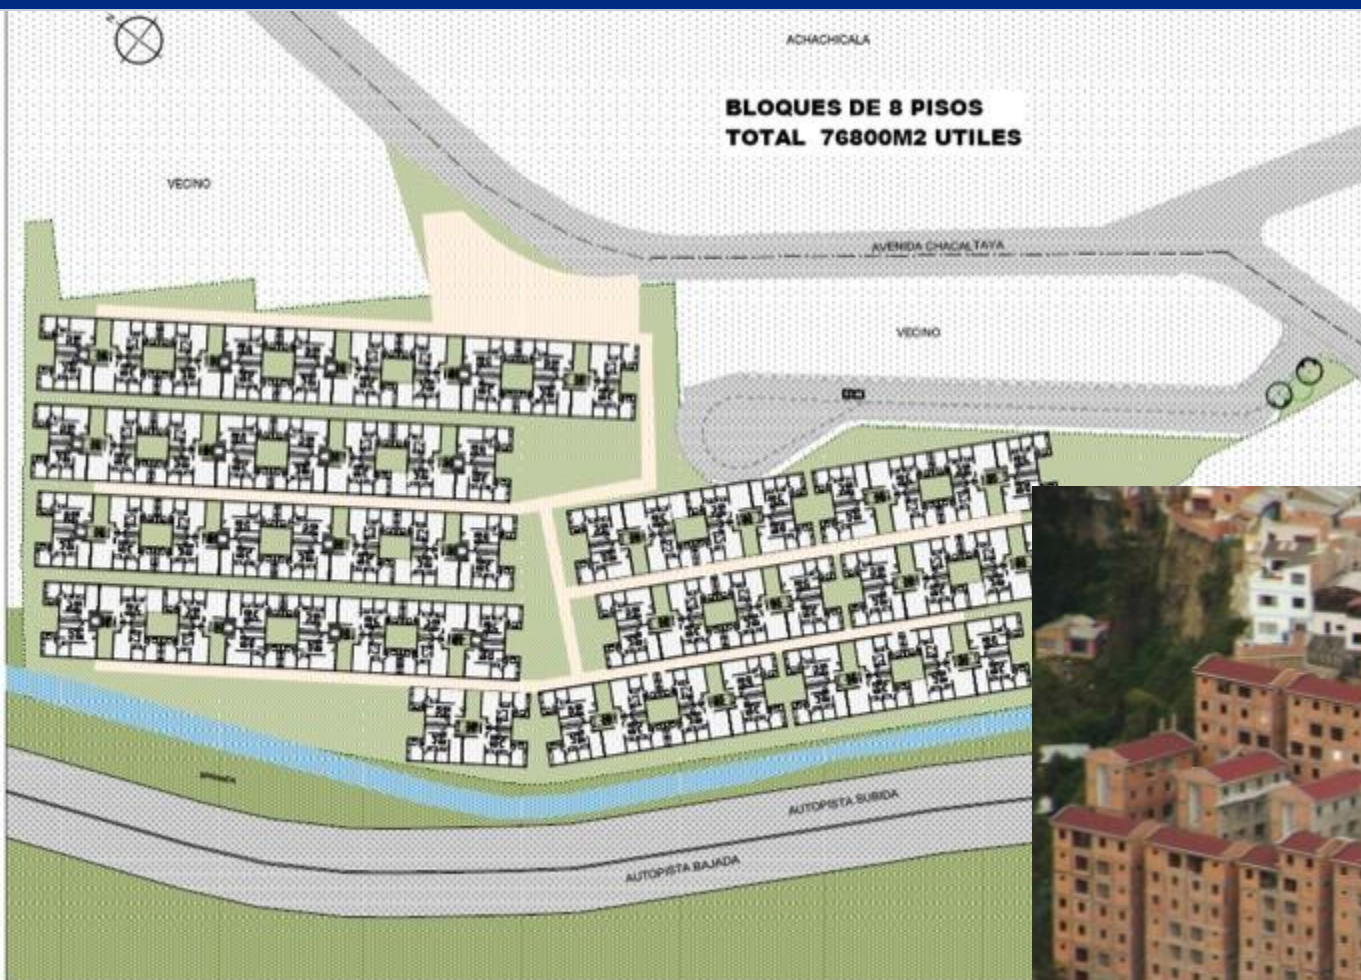 N
ACHACHICALA
BLOQUES DE 8 PISOS
TOTAL 76800M2 UTILES
VECINO
AVENIDA CHACALTAYA
VECINO
AUTOPISTA SUBIDA
AUTOPISTA BAJADA